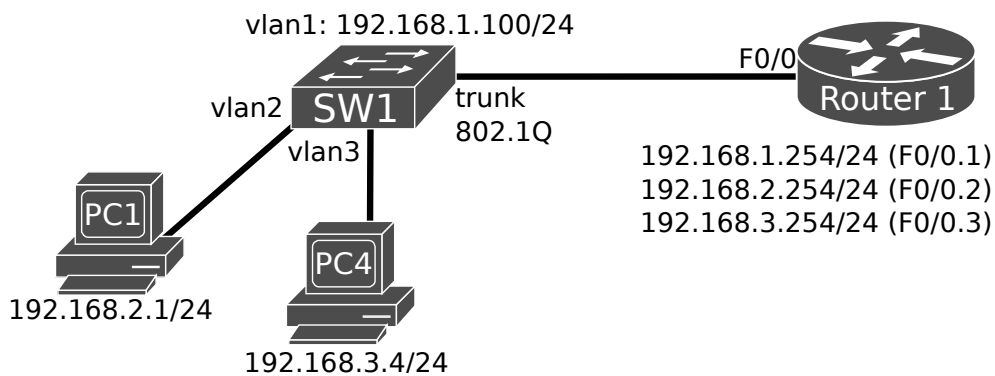 vlan1: 192.168.1.100/24
F0/0
SW1
Router 1
vlan2
trunk
802.1Q
vlan3
192.168.1.254/24 (F0/0.1)
192.168.2.254/24 (F0/0.2)
192.168.3.254/24 (F0/0.3)
PC1
PC4
192.168.2.1/24
192.168.3.4/24